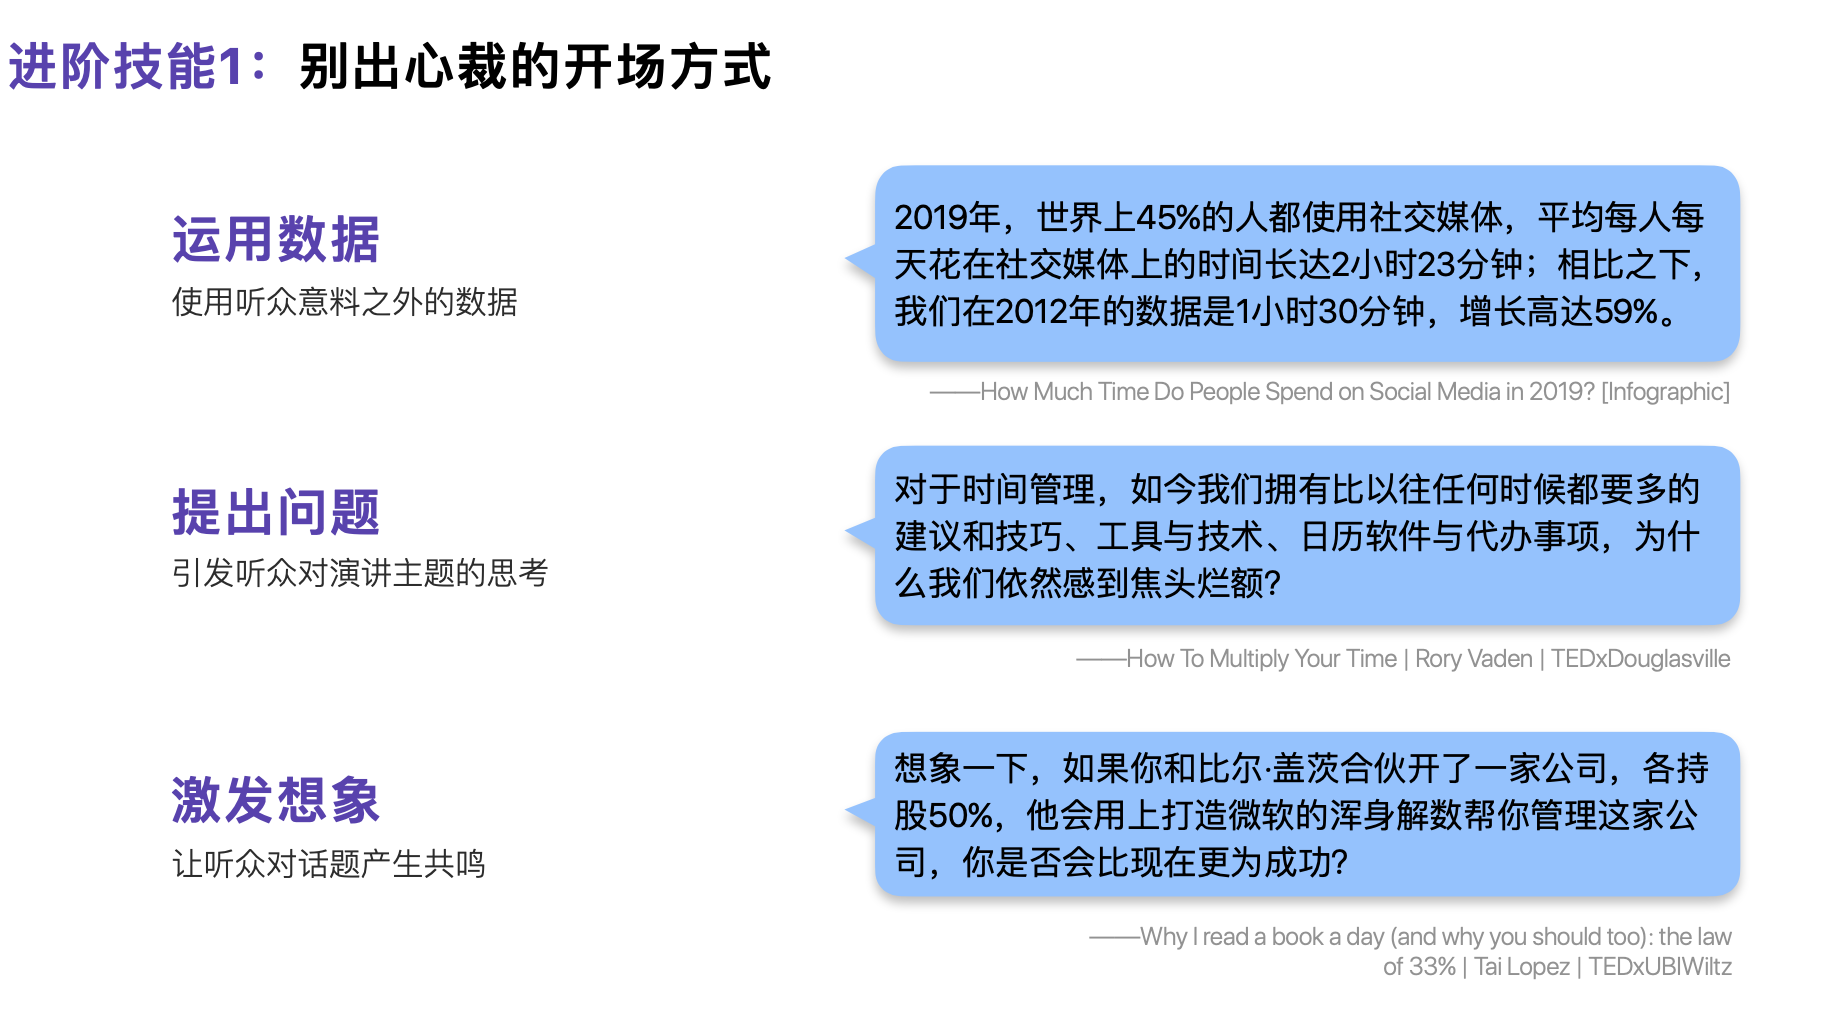 进阶技能1：别出心裁的开场方式
运用数据
使用听众意料之外的数据
2019年，世界上45%的人都使用社交媒体，平均每人每
天花在社交媒体上的时间长达2小时23分钟；相比之下，
我们在2012年的数据是1小时30分钟，增长高达59%。
——How Much Time Do People Spend on Social Media in 2019? [Infographic]
提出问题
引发听众对演讲主题的思考
对于时间管理，如今我们拥有比以往任何时候都要多的
建议和技巧、工具与技术、日历软件与代办事项，为什
么我们依然感到焦头烂额?
——How To Multiply Your Time | Rory Vaden | TEDxDouglasville
激发想象
让听众对话题产生共鸣
想象一下，如果你和比尔·盖茨合伙开了一家公司，各持
股50%，他会用上打造微软的浑身解数帮你管理这家公
司，你是否会比现在更为成功?
——Why I read a book a day (and why you should too): the law
of 33% | Tai Lopez | TEDxUBIWiltz